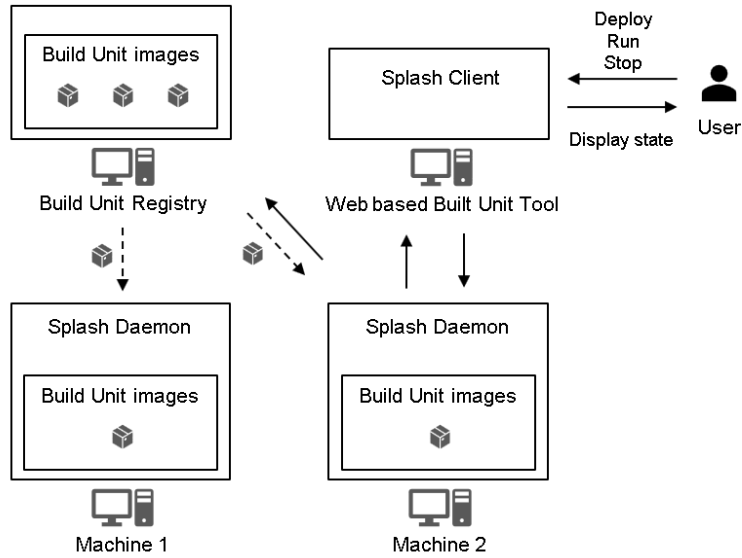 Build Unit images
Build Unit Registry
Splash Client
Web based Built Unit Tool
Deploy
Run
Stop
Display state
User
Splash Daemon
Build Unit images
Machine 1
Splash Daemon
Build Unit images
Machine 2